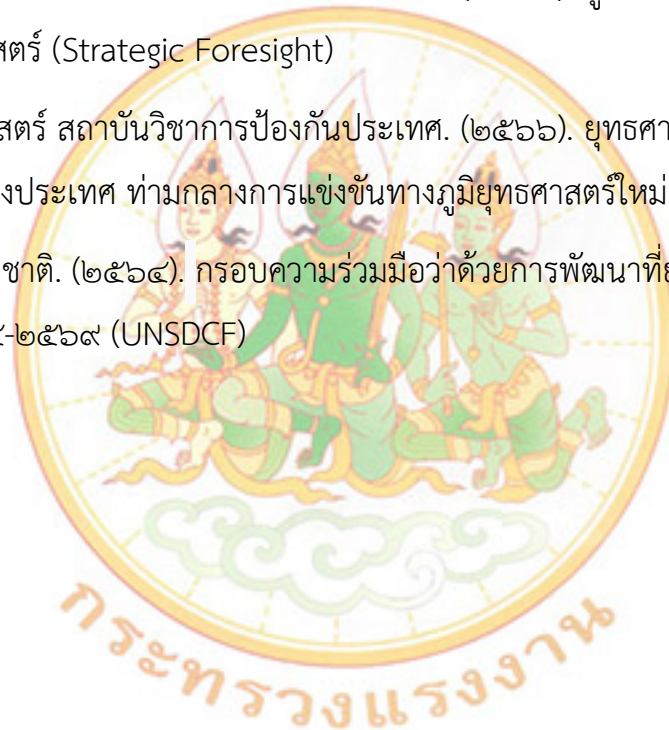 สตร์ (Strategic Foresight)
สตร์ สถาบันวิชาการป้องกันประเทศ. (๒๕๖๖). ยุทธศา
งประเทศ ท่ามกลางการแข่งขันทางภูมิยุทธศาสตร์ใหม่
ชาติ. (๒๕๖๔). กรอบความร่วมมือว่าด้วยการพัฒนาที่ย
-๒๕๖๙ (UNSDCF)
กระทรวงแรงงาน